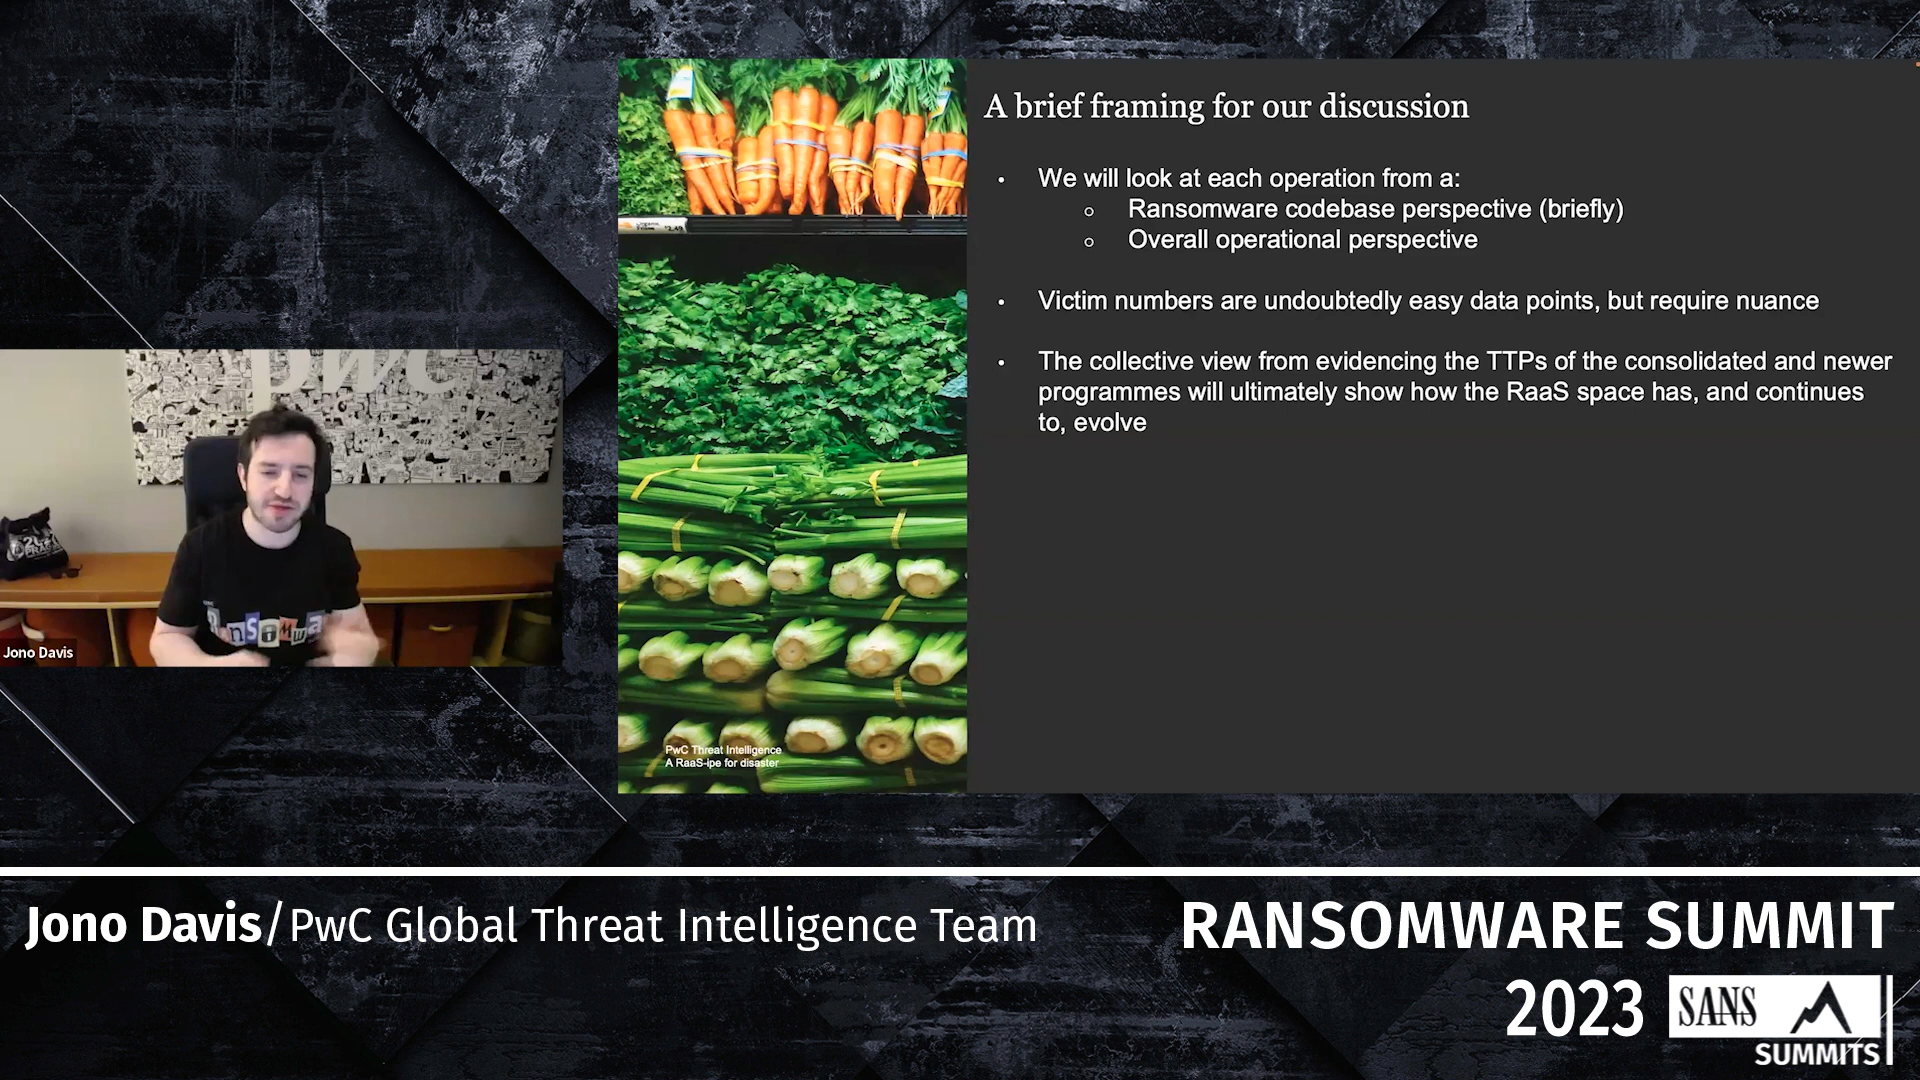 A brief framing for our discussion
• We will look at each operation from a:
○ Ransomware codebase perspective (briefly)
○ Overall operational perspective
• Victim numbers are undoubtedly easy data points, but require nuance
• The collective view from evidencing the TTPs of the consolidated and newer
programmes will ultimately show how the RaaS space has, and continues
to, evolve
PwC Threat Intelligence
A RaaS-ipe for disaster
pwc
Jono Davis
Jono Davis/PwC Global Threat Intelligence Team
RANSOMWARE SUMMIT
2023
SANS
SUMMITS